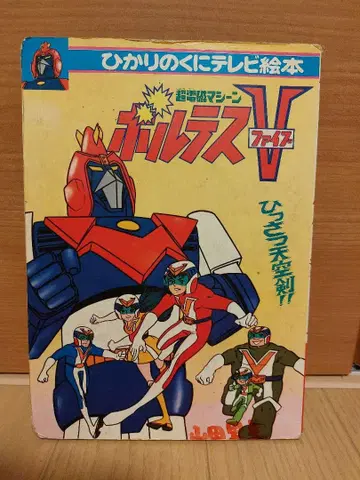 ひかりのくにテレビ絵本
超電磁マシーン
ボルテスV
ファイブ
ひっさつ天空剣!!